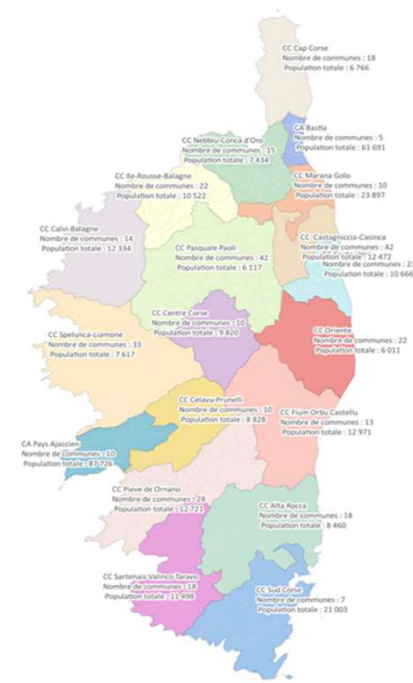 CC Cap Corse
Nombre de communes : 18
Population totale : 6 766
CA Bastia
Nombre de communes : 5
Population totale : 61 691
CC Nebbiu-Conca d'Oro
Nombre de communes : 15
Population totale : 7 434
CC Marana Golo
Nombre de communes : 10
Population totale : 23 897
CC Ile-Rousse-Balagne
Nombre de communes : 22
Population totale : 10 522
CC Calvi-Balagne
Nombre de communes : 14
Population totale : 12 334
CC Castagniccia-Casinca
Nombre de communes : 42
Population totale : 12 472
Nombre de communes : 2
Population totale : 10 666
CC Pasquale Paoli
Nombre de communes : 42
Population totale : 6 117
CC Centre Corse
Nombre de communes : 10
Population totale : 9 820
CC Oriente
Nombre de communes : 22
Population totale : 6 011
CC Spelunca-Liamone
Nombre de communes : 33
Population totale : 7 617
CC Celavu-Prunelli
Nombre de communes : 10
Population totale : 8 828
CC Fium Orbu Castellu
Nombre de communes : 13
Population totale : 12 971
CA Pays Ajaccien
Nombre de communes : 10
Population totale : 87 726
CC Pieve de Ornano
Nombre de communes : 28
Population totale : 12 721
CC Alta Rocca
Nombre de communes : 18
Population totale : 8 460
CC Sartenais Valinco Taravo
Nombre de communes : 18
Population totale : 11 498
CC Sud Corse
Nombre de communes : 7
Population totale : 21 003